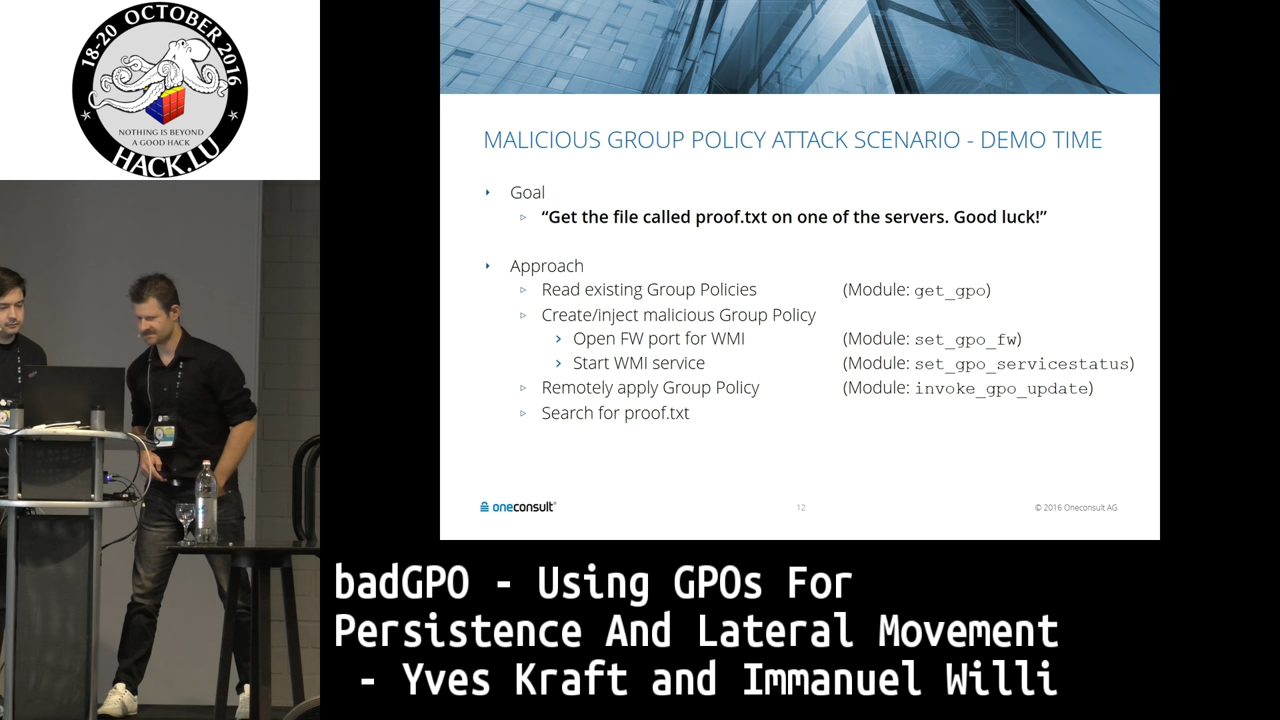 18-20 OCTOBER 2016
NOTHING IS BEYOND
A GOOD HACK
HACK.LU
MALICIOUS GROUP POLICY ATTACK SCENARIO - DEMO TIME
Goal
“Get the file called proof.txt on one of the servers. Good luck!”
Approach
Read existing Group Policies (Module: get_gpo)
Create/inject malicious Group Policy
Open FW port for WMI (Module: set_gpo_fw)
Start WMI service (Module: set_gpo_servicestatus)
Remotely apply Group Policy (Module: invoke_gpo_update)
Search for proof.txt
oneconsult
12
© 2016 Oneconsult AG
badGPO - Using GPOs For
Persistence And Lateral Movement
- Yves Kraft and Immanuel Willi